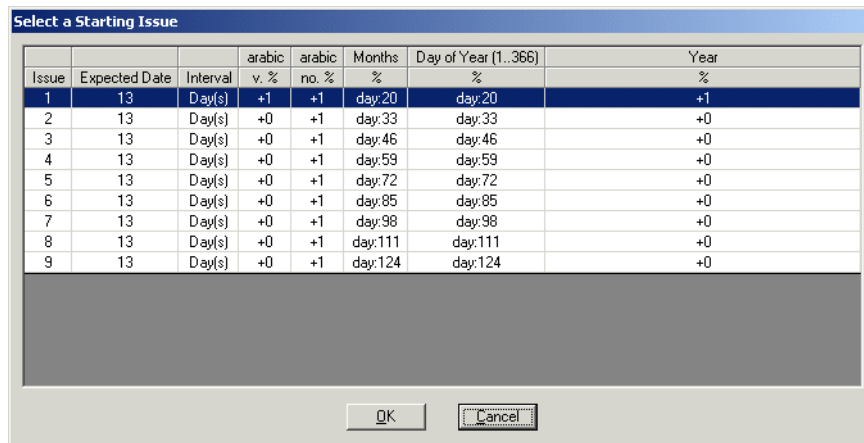 Select a Starting Issue
arabic arabic Months Day of Year (1..366) Year
Issue Expected Date Interval v. % no. % % % %
1 13 Day(s) +1 +1 day:20 day:20 +1
2 13 Day(s) +0 +1 day:33 day:33 +0
3 13 Day(s) +0 +1 day:46 day:46 +0
4 13 Day(s) +0 +1 day:59 day:59 +0
5 13 Day(s) +0 +1 day:72 day:72 +0
6 13 Day(s) +0 +1 day:85 day:85 +0
7 13 Day(s) +0 +1 day:98 day:98 +0
8 13 Day(s) +0 +1 day:111 day:111 +0
9 13 Day(s) +0 +1 day:124 day:124 +0
OK Cancel